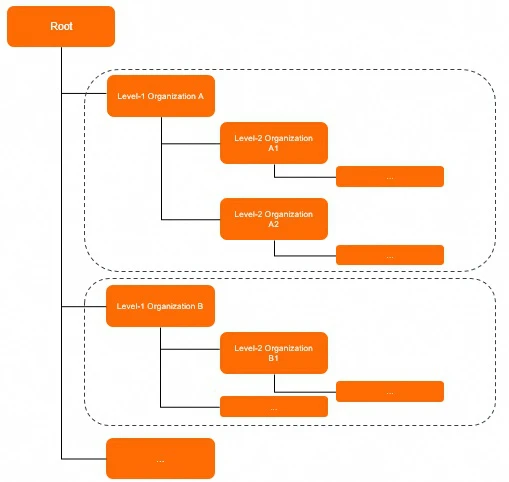 Root
Level-1 Organization A
Level-2 Organization
A1
...
Level-2 Organization
A2
...
Level-1 Organization B
Level-2 Organization
B1
...
...
...